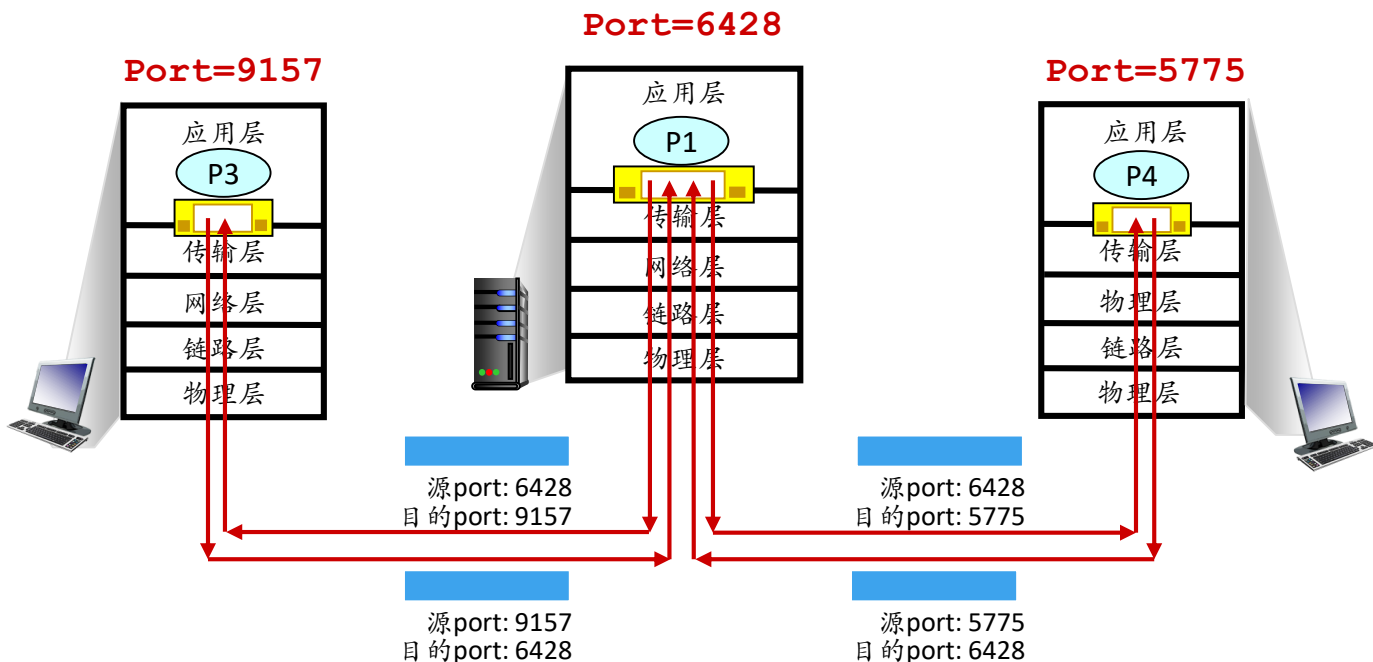 Port=6428
Port=9157
Port=5775
应用层
P3
传输层
网络层
链路层
物理层
应用层
P1
传输层
网络层
链路层
物理层
应用层
P4
传输层
物理层
链路层
物理层
源port: 6428
目的port: 9157
源port: 6428
目的port: 5775
源port: 9157
目的port: 6428
源port: 5775
目的port: 6428